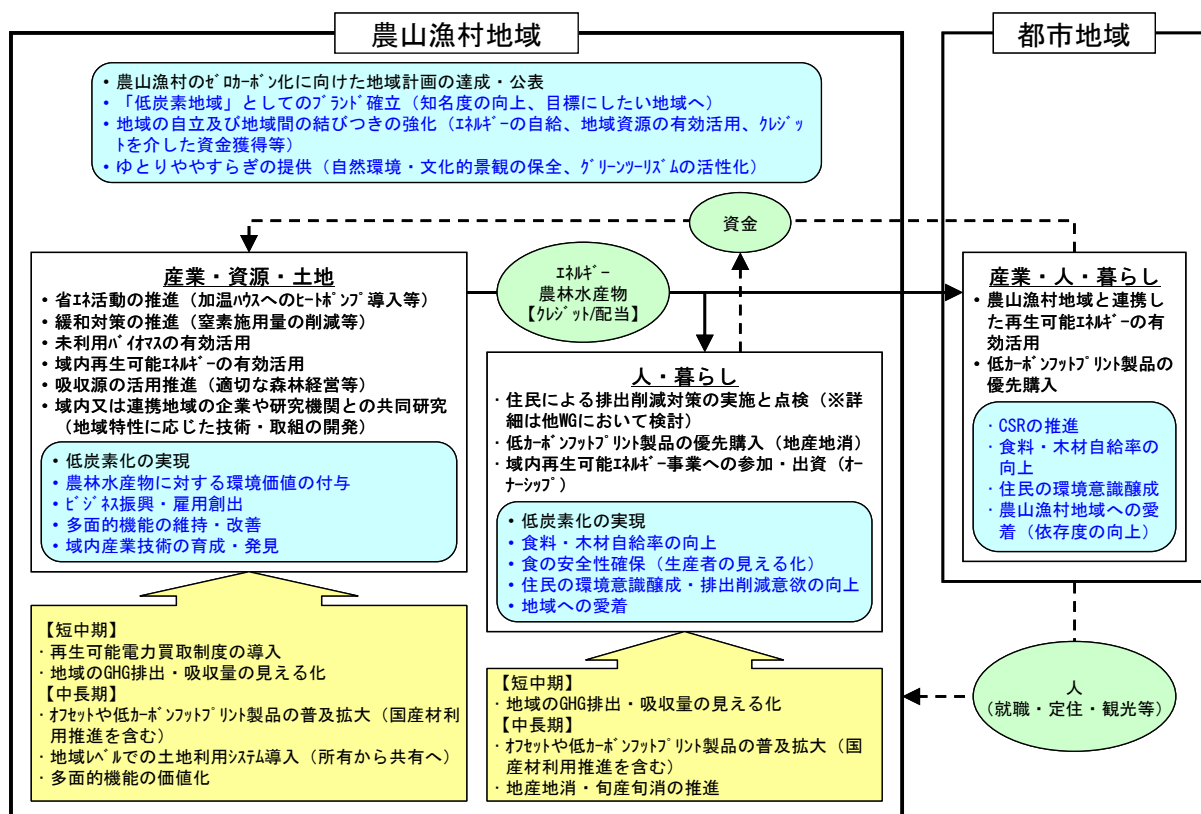 農山漁村地域
都市地域
・農山漁村のｾﾞﾛｶｰﾎﾞﾝ化に向けた地域計画の達成・公表
・「低炭素地域」としてのﾌﾞﾗﾝﾄﾞ確立（知名度の向上、目標にしたい地域へ）
・地域の自立及び地域間の結びつきの強化（ｴﾈﾙｷﾞｰの自給、地域資源の有効活用、ｸﾚｼﾞｯ
ﾄを介した資金獲得等）
・ゆとりややすらぎの提供（自然環境・文化的景観の保全、ｸﾞﾘｰﾝﾂｰﾘｽﾞﾑの活性化）
資金
産業・資源・土地
・省ｴﾈ活動の推進（加温ﾊｳｽへのﾋｰﾄﾎﾟﾝﾌﾟ導入等）
・緩和対策の推進（窒素施用量の削減等）
・未利用ﾊﾞｲｵﾏｽの有効活用
・域内再生可能ｴﾈﾙｷﾞｰの有効活用
・吸収源の活用推進（適切な森林経営等）
・域内又は連携地域の企業や研究機関との共同研究
（地域特性に応じた技術・取組の開発）
・低炭素化の実現
・農林水産物に対する環境価値の付与
・ﾋﾞｼﾞﾈｽ振興・雇用創出
・多面的機能の維持・改善
・域内産業技術の育成・発見
ｴﾈﾙｷﾞｰ
農林水産物
【ｸﾚｼﾞｯﾄ/配当】
人・暮らし
・住民による排出削減対策の実施と点検（※詳
細は他WGにおいて検討）
・低ｶｰﾎﾞﾝﾌｯﾄﾌﾟﾘﾝﾄ製品の優先購入（地産地消）
・域内再生可能ｴﾈﾙｷﾞｰ事業への参加・出資（ｵｰ
ﾅｰｼｯﾌﾟ）
・低炭素化の実現
・食料・木材自給率の向上
・食の安全性確保（生産者の見える化）
・住民の環境意識醸成・排出削減意欲の向上
・地域への愛着
産業・人・暮らし
・農山漁村地域と連携し
た再生可能ｴﾈﾙｷﾞｰの有
効活用
・低ｶｰﾎﾞﾝﾌｯﾄﾌﾟﾘﾝﾄ製品の
優先購入
・CSRの推進
・食料・木材自給率の
向上
・住民の環境意識醸成
・農山漁村地域への愛
着（依存度の向上）
【短中期】
・再生可能電力買取制度の導入
・地域のGHG排出・吸収量の見える化
【中長期】
・ｵﾌｾｯﾄや低ｶｰﾎﾞﾝﾌｯﾄﾌﾟﾘﾝﾄ製品の普及拡大（国産材利
用推進を含む）
・地域ﾚﾍﾞﾙでの土地利用ｼｽﾃﾑ導入（所有から共有へ）
・多面的機能の価値化
【短中期】
・地域のGHG排出・吸収量の見える化
【中長期】
・ｵﾌｾｯﾄや低ｶｰﾎﾞﾝﾌｯﾄﾌﾟﾘﾝﾄ製品の普及拡大（国
産材利用推進を含む）
・地産地消・旬産旬消の推進
人
（就職・定住・観光等）